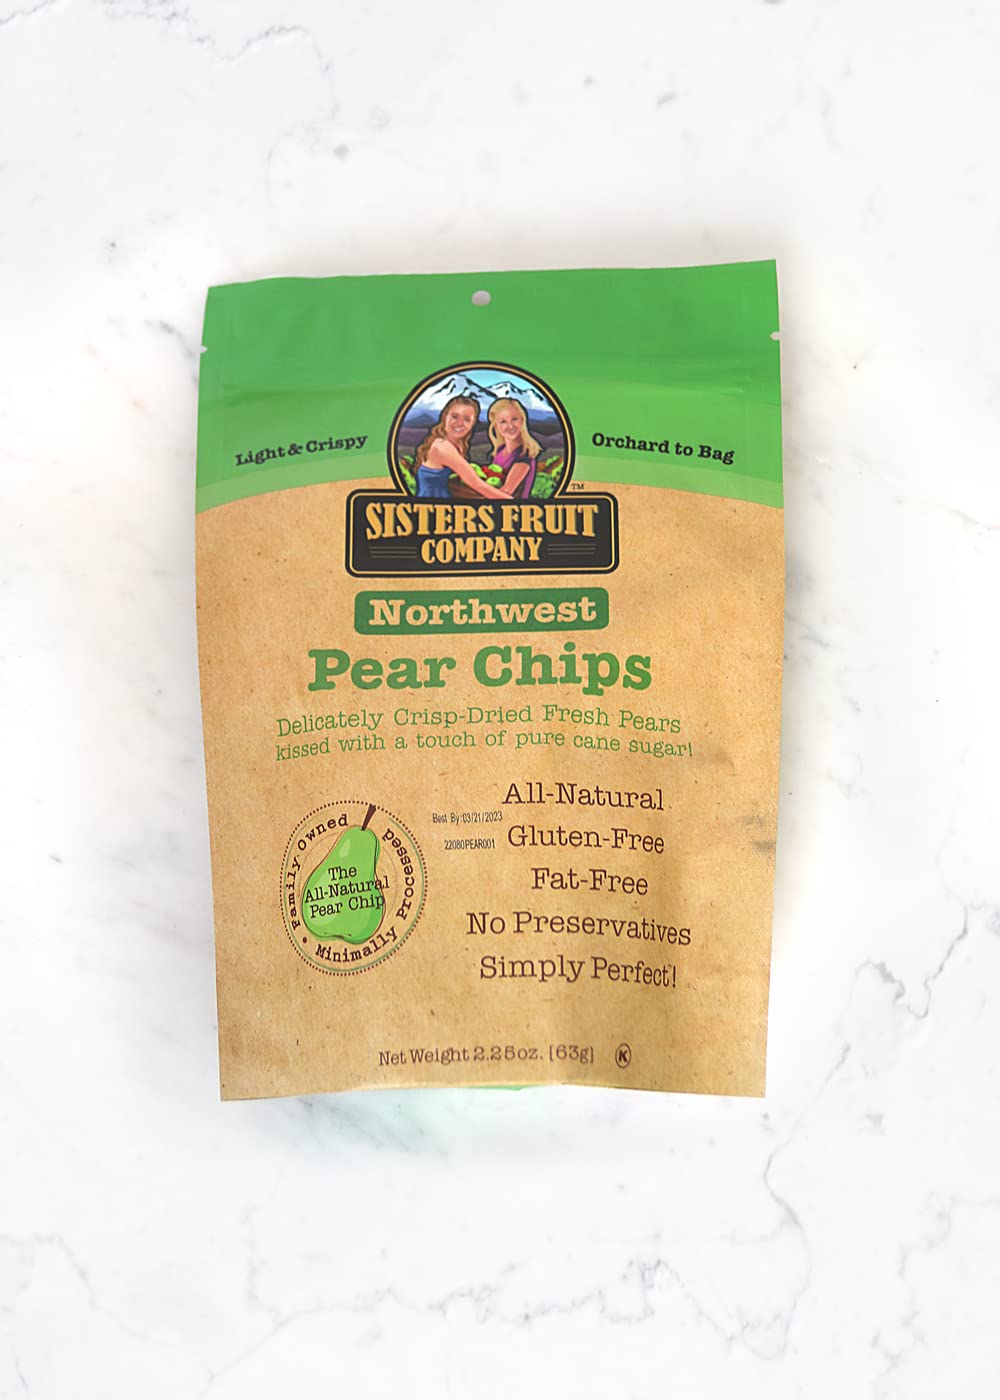 Light & Crispy
Orchard to Bag
SISTERS FRUIT
COMPANY
TM
Northwest
Pear Chips
Delicately Crisp-Dried Fresh Pears
kissed with a touch of pure cane sugar!
All-Natural
Best By:03/21/2023
22080PEAR001
Gluten-Free
Fat-Free
No Preservatives
Simply Perfect!
Family Owned
Minimally Processed
The
All-Natural
Pear Chip
Net Weight 2.25oz. [63g]
K